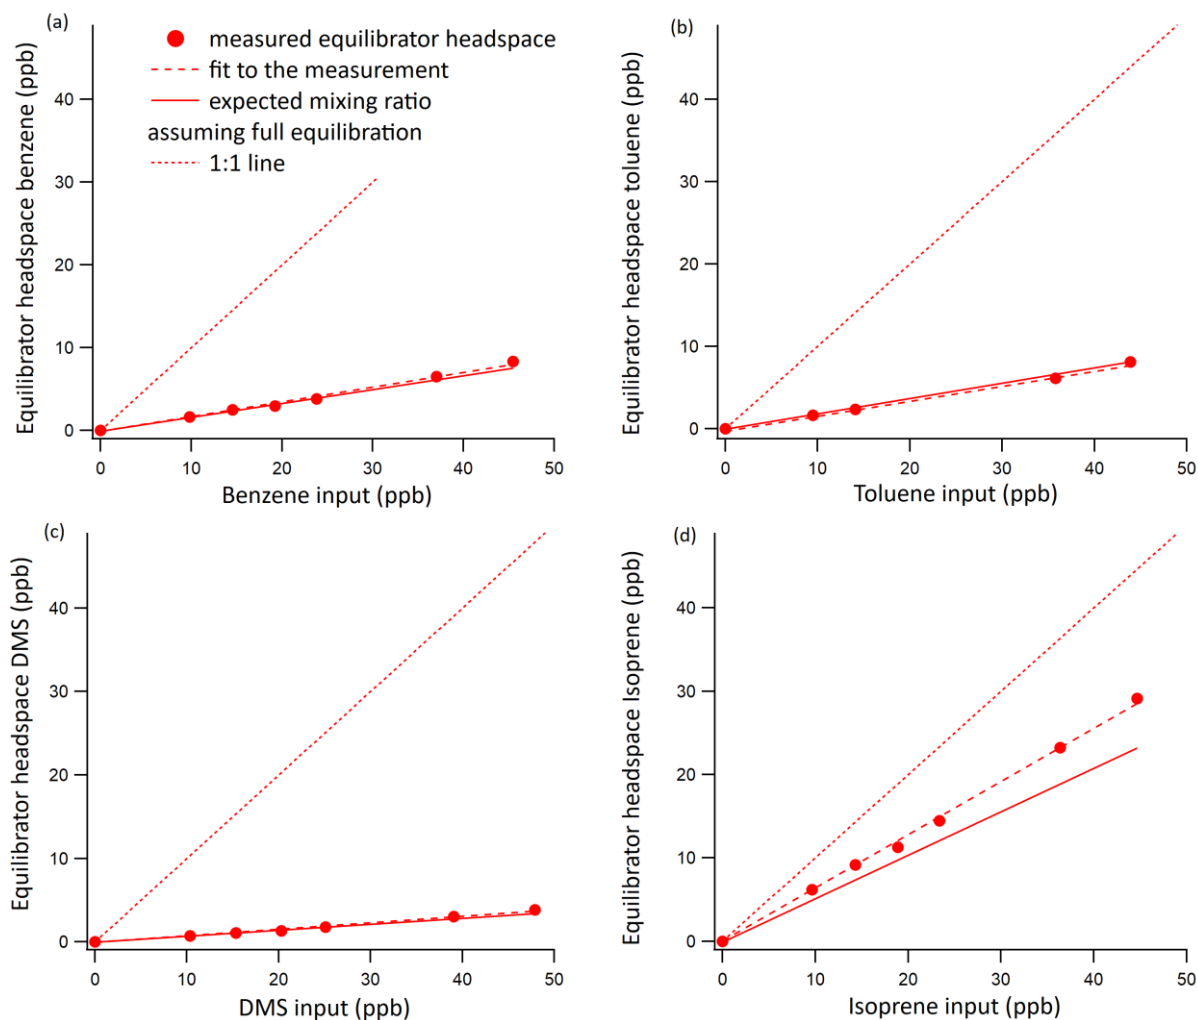 (a)
measured equilibrator headspace
fit to the measurement
expected mixing ratio
assuming full equilibration
1:1 line
Equilibrator headspace benzene (ppb)
40
30
20
10
0
0 10 20 30 40 50
Benzene input (ppb)
(b)
Equilibrator headspace toluene (ppb)
40
30
20
10
0
0 10 20 30 40 50
Toluene input (ppb)
(c)
Equilibrator headspace DMS (ppb)
40
30
20
10
0
0 10 20 30 40 50
DMS input (ppb)
(d)
Equilibrator headspace Isoprene (ppb)
40
30
20
10
0
0 10 20 30 40 50
Isoprene input (ppb)